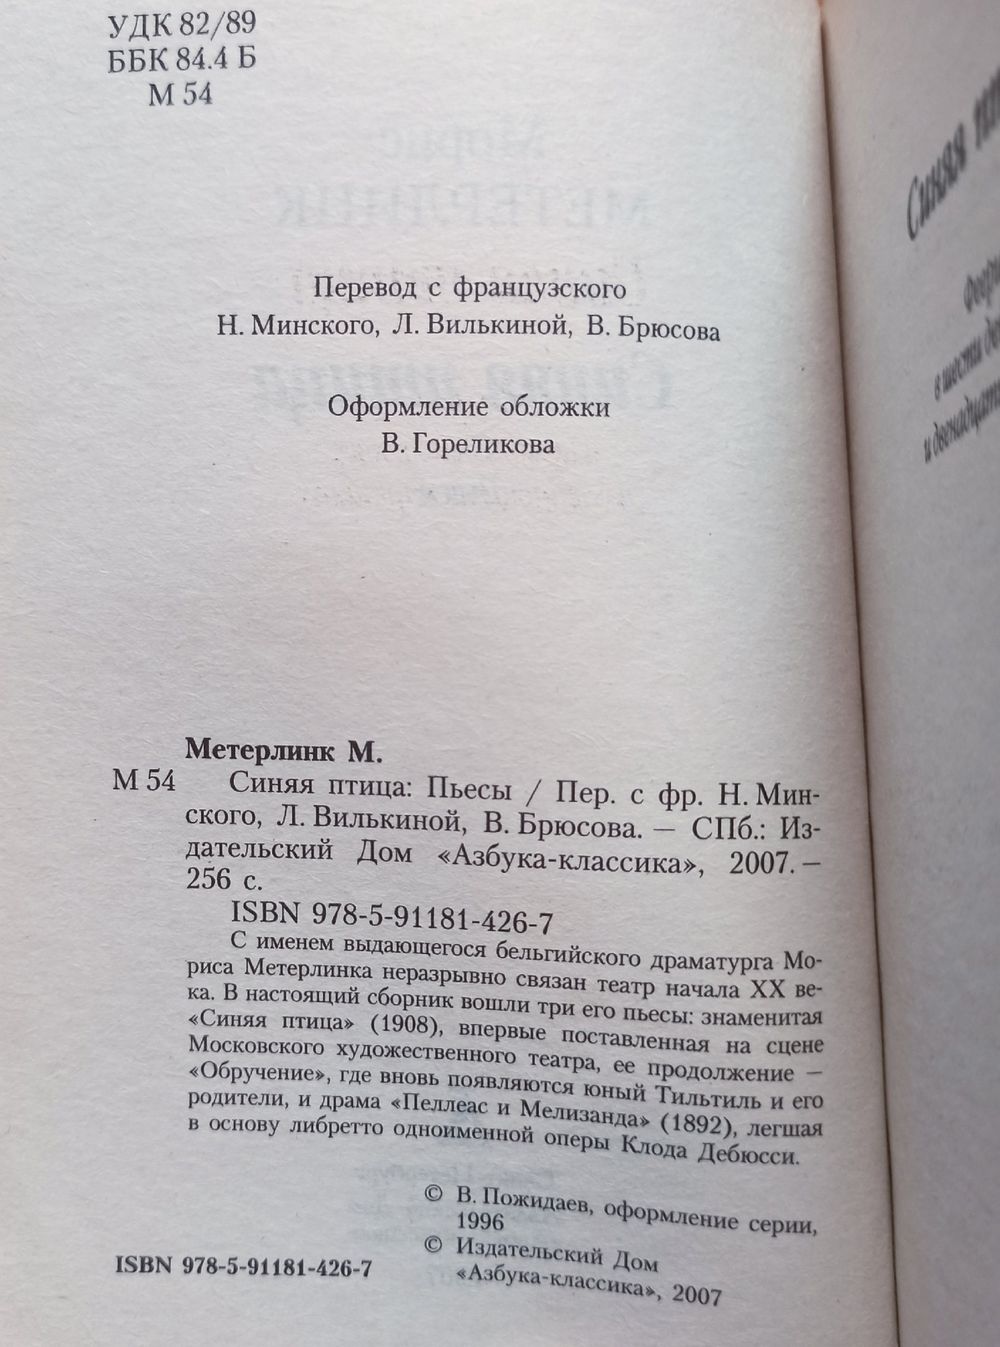 УДК 82/89
ББК 84.4 Б
М 54
Перевод с французского
Н. Минского, Л. Вилькиной, В. Брюсова
Оформление обложки
В. Гореликова
Метерлинк М.
М 54 Синяя птица: Пьесы / Пер. с фр. Н. Мин-
ского, Л. Вилькиной, В. Брюсова. — СПб.: Из-
дательский Дом «Азбука-классика», 2007. —
256 с.
ISBN 978-5-91181-426-7
С именем выдающегося бельгийского драматурга Мо-
риса Метерлинка неразрывно связан театр начала XX ве-
ка. В настоящий сборник вошли три его пьесы: знаменитая
«Синяя птица» (1908), впервые поставленная на сцене
Московского художественного театра, ее продолжение —
«Обручение», где вновь появляются юный Тильтиль и его
родители, и драма «Пеллеас и Мелизанда» (1892), легшая
в основу либретто одноименной оперы Клода Дебюсси.
© В. Пожидаев, оформление серии,
1996
© Издательский Дом
«Азбука-классика», 2007
ISBN 978-5-91181-426-7
Синяя
в шести